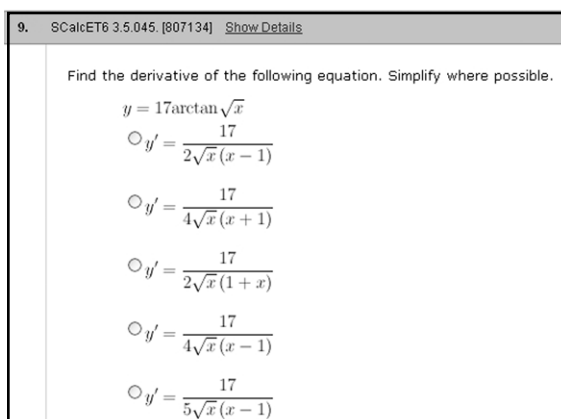 9. SCalcET6 3.5.045. [807134] Show Details
Find the derivative of the following equation. Simplify where possible.
y = 17arctan√x
y′ = 17 / 2√x(x − 1)
y′ = 17 / 4√x(x + 1)
y′ = 17 / 2√x(1 + x)
y′ = 17 / 4√x(x − 1)
y′ = 17 / 5√x(x − 1)